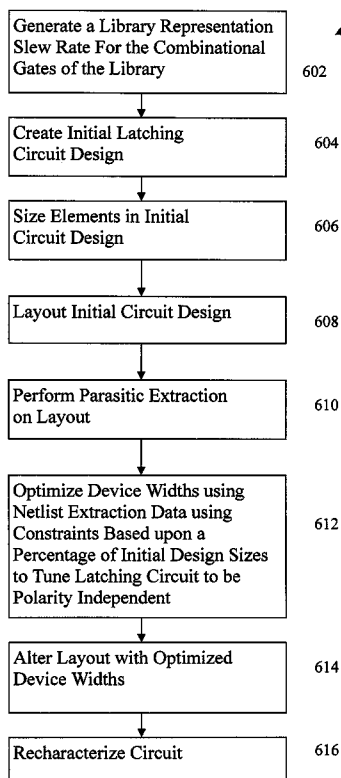 Generate a Library Representation
Slew Rate For the Combinational
Gates of the Library
602
Create Initial Latching
Circuit Design
604
Size Elements in Initial
Circuit Design
606
Layout Initial Circuit Design
608
Perform Parasitic Extraction
on Layout
610
Optimize Device Widths using
Netlist Extraction Data using
Constraints Based upon a
Percentage of Initial Design Sizes
to Tune Latching Circuit to be
Polarity Independent
612
Alter Layout with Optimized
Device Widths
614
Recharacterize Circuit
616